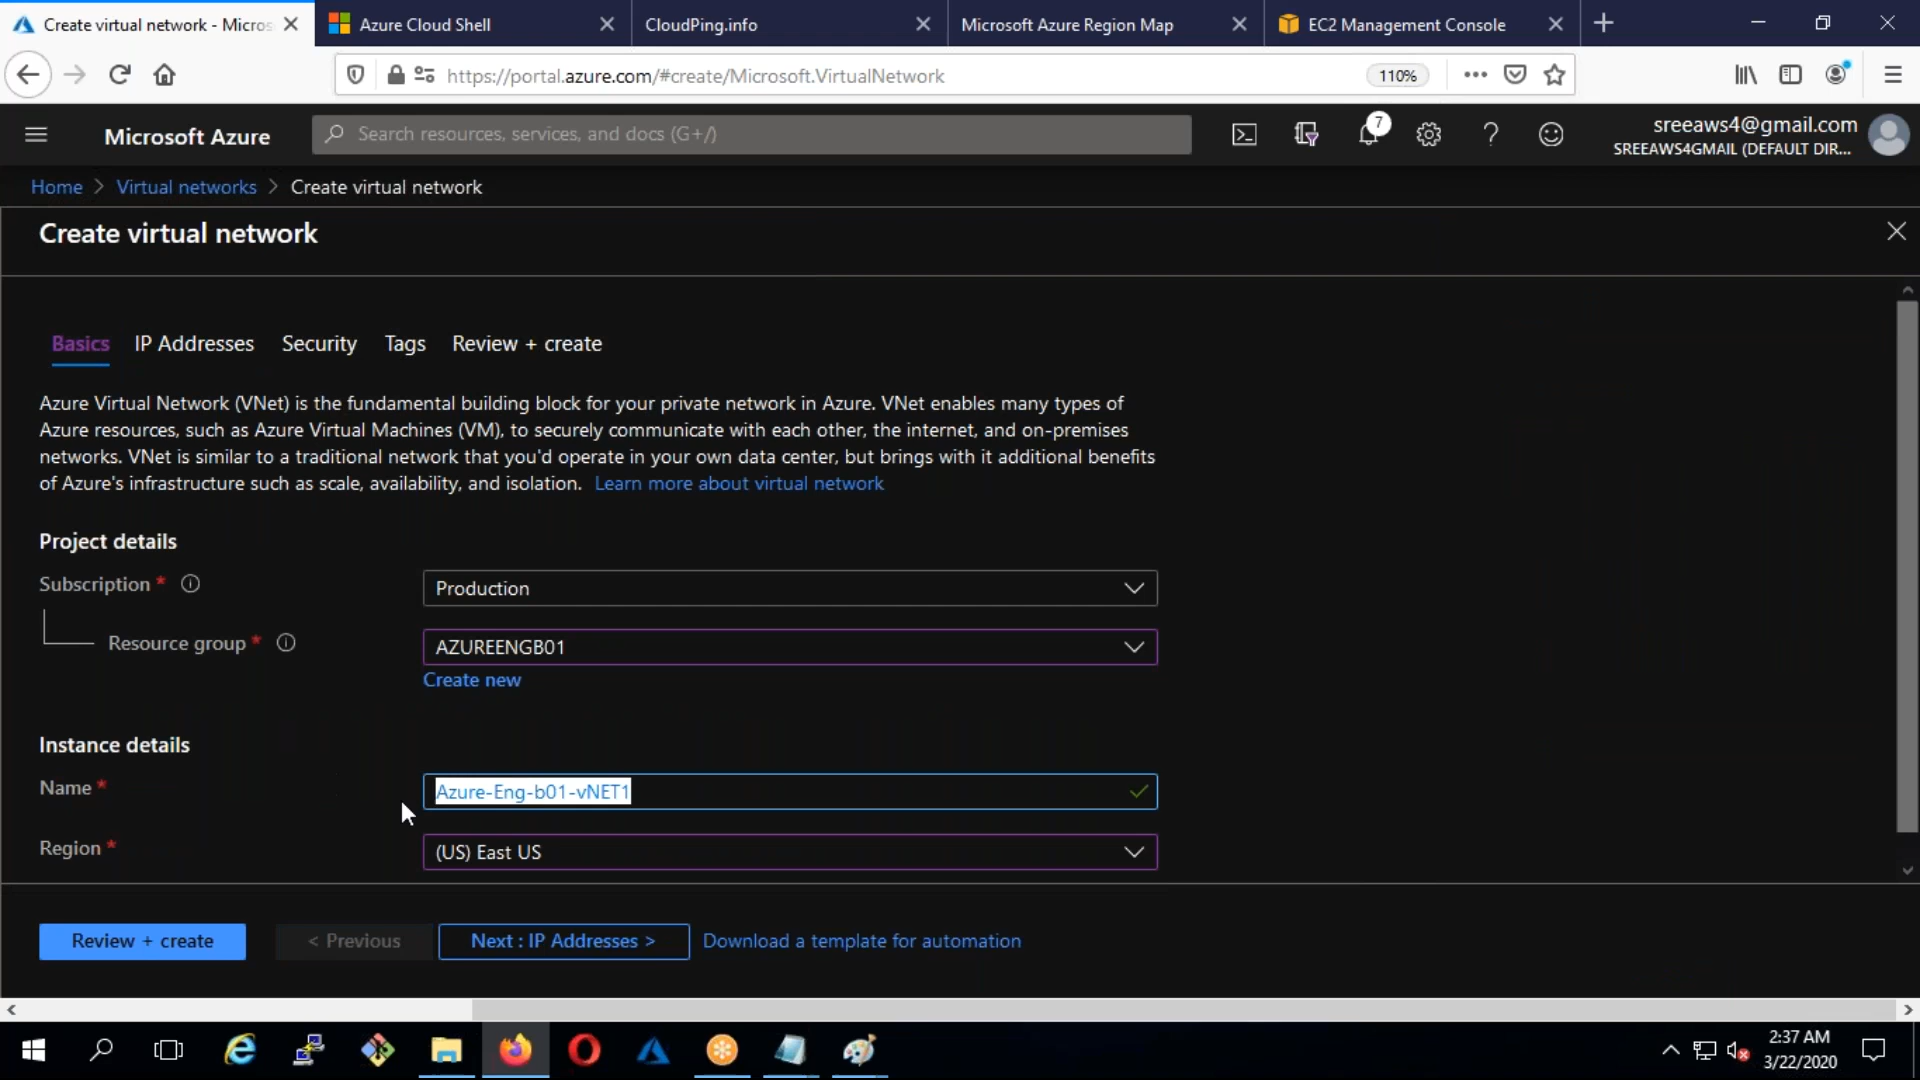 Create virtual network - Micros
Azure Cloud Shell
CloudPing.info
Microsoft Azure Region Map
EC2 Management Console
https://portal.azure.com/#create/Microsoft.VirtualNetwork
110%
Microsoft Azure
Search resources, services, and docs (G+/)
7
sreeaws4@gmail.com
SREEAWS4GMAIL (DEFAULT DIR...
Home > Virtual networks > Create virtual network
Create virtual network
Basics IP Addresses Security Tags Review + create
Azure Virtual Network (VNet) is the fundamental building block for your private network in Azure. VNet enables many types of
Azure resources, such as Azure Virtual Machines (VM), to securely communicate with each other, the internet, and on-premises
networks. VNet is similar to a traditional network that you'd operate in your own data center, but brings with it additional benefits
of Azure's infrastructure such as scale, availability, and isolation. Learn more about virtual network
Project details
Subscription *
Production
Resource group *
AZUREENGB01
Create new
Instance details
Name *
Azure-Eng-b01-vNET1
Region *
(US) East US
Review + create
< Previous
Next : IP Addresses >
Download a template for automation
2:37 AM
3/22/2020